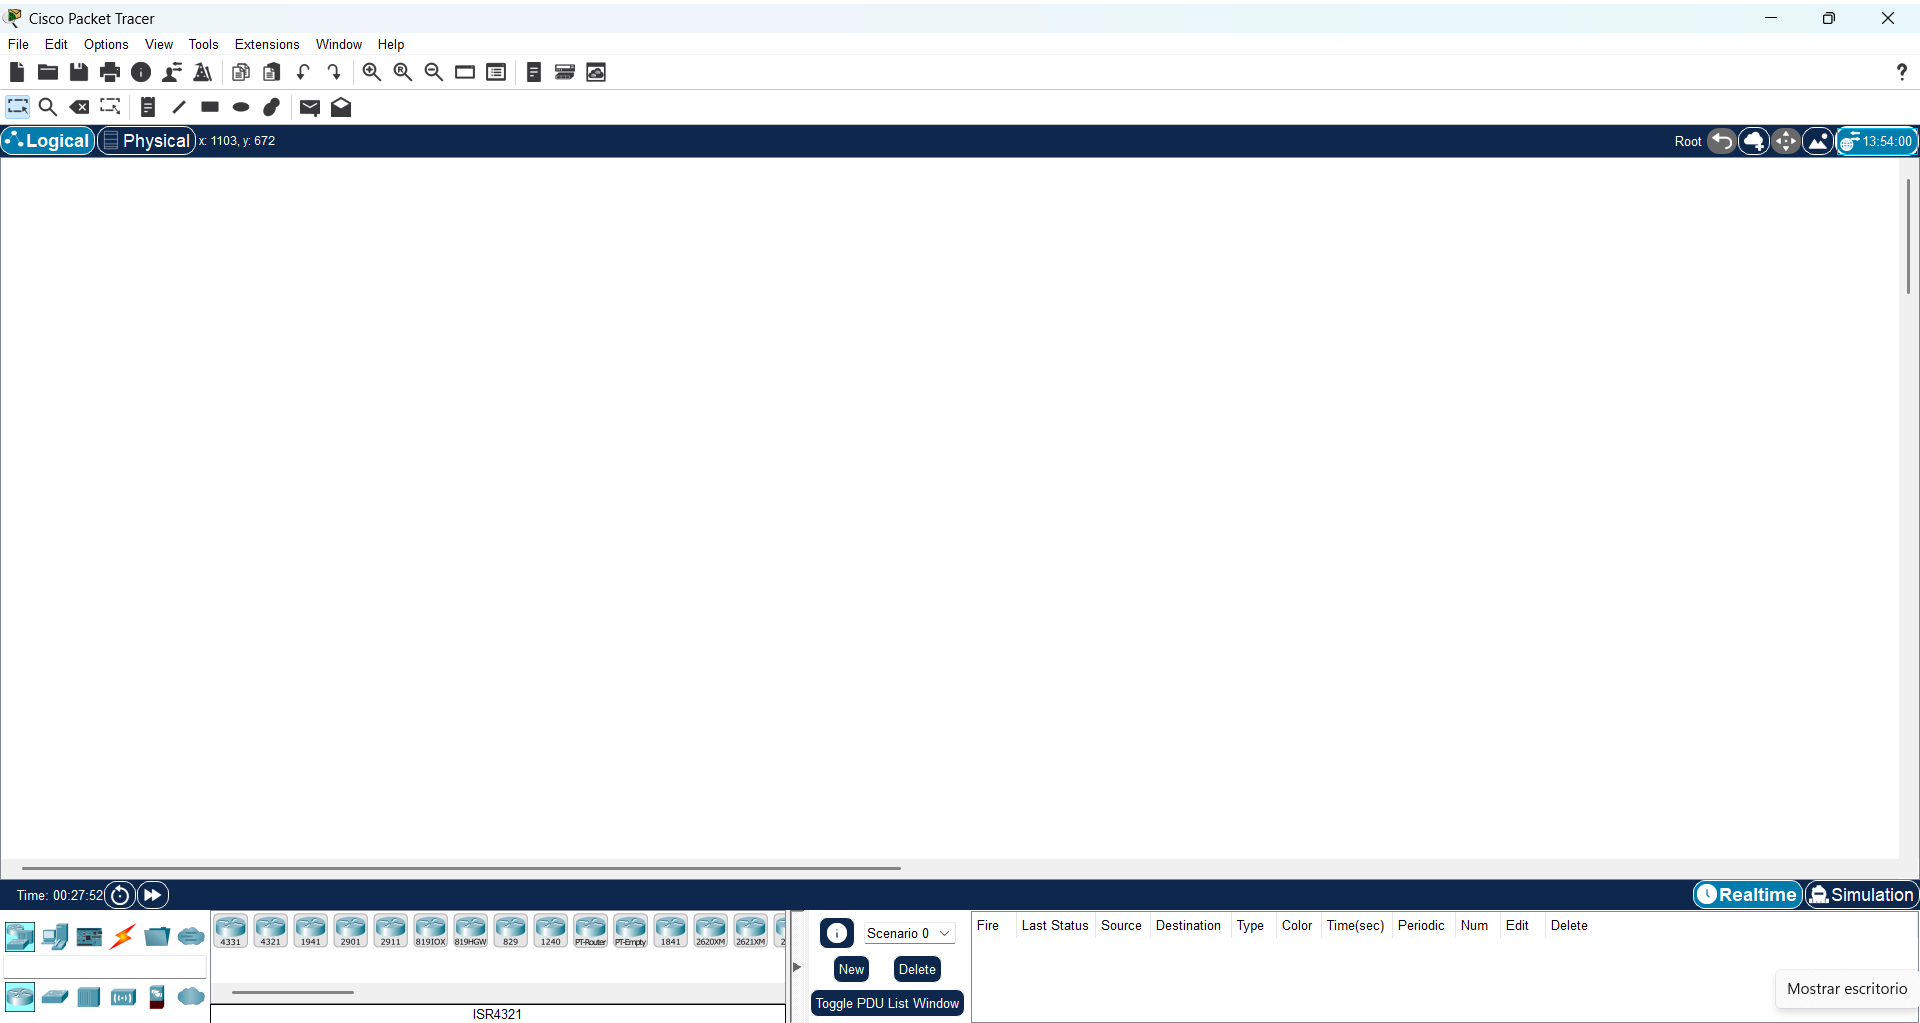 Cisco Packet Tracer
File Edit Options View Tools Extensions Window Help
Logical Physical x: 1103, y: 672 Root 13:54:00
Time: 00:27:52 Realtime Simulation
4331 4321 1941 2901 2911 819IOX 819HGW 829 1240 PT-Router PT-Empty 1841 2620XM 2621XM 2
ISR4321
Scenario 0
New Delete
Toggle PDU List Window
Fire Last Status Source Destination Type Color Time(sec) Periodic Num Edit Delete
Mostrar escritorio